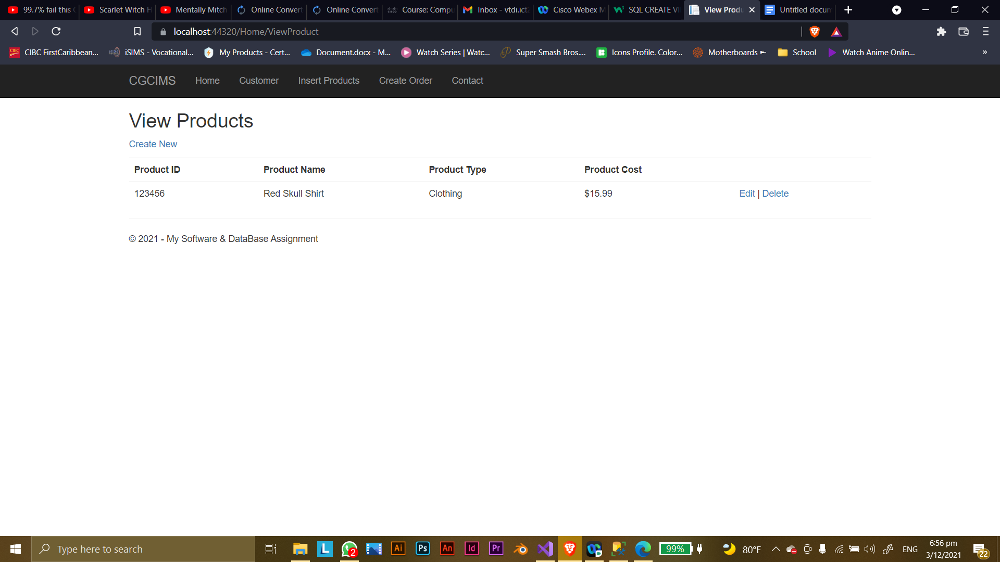 99.7% fail this
Scarlet Witch H
Mentally Mitch
Online Convert
Online Convert
Course: Compu
Inbox - vtdi.ict2
Cisco Webex M
SQL CREATE VI
View Produ
Untitled docum
localhost:44320/Home/ViewProduct
CIBC FirstCaribbean...
iSIMS - Vocational...
My Products - Cert...
Document.docx - M...
Watch Series | Watc...
Super Smash Bros....
Icons Profile. Color...
Motherboards
School
Watch Anime Onlin...
»
CGCIMS
Home
Customer
Insert Products
Create Order
Contact
View Products
Create New
Product ID Product Name Product Type Product Cost
123456 Red Skull Shirt Clothing $15.99 Edit | Delete
© 2021 - My Software & DataBase Assignment
Type here to search
L
2
Ai
Ps
An
Id
Pr
99%
80°F
ENG
6:56 pm
3/12/2021
22